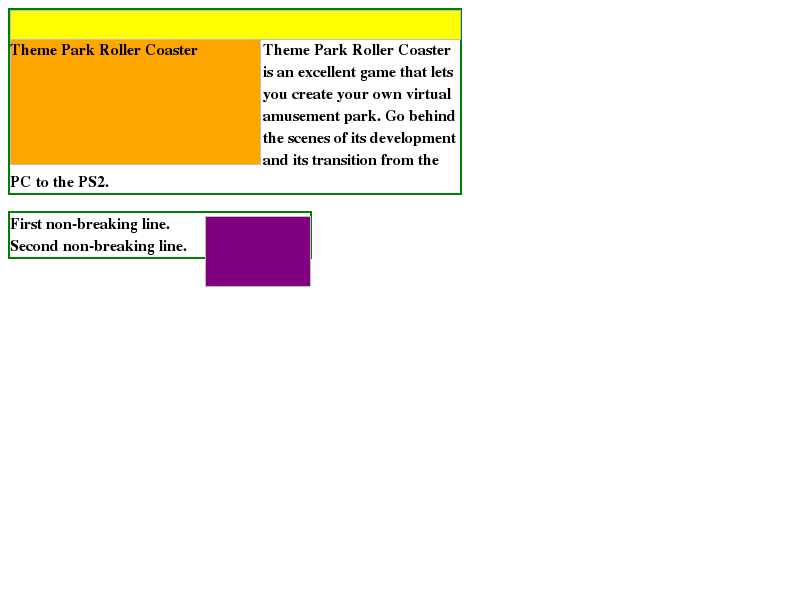 Theme Park Roller Coaster
Theme Park Roller Coaster
is an excellent game that lets
you create your own virtual
amusement park. Go behind
the scenes of its development
and its transition from the
PC to the PS2.
First non-breaking line.
Second non-breaking line.